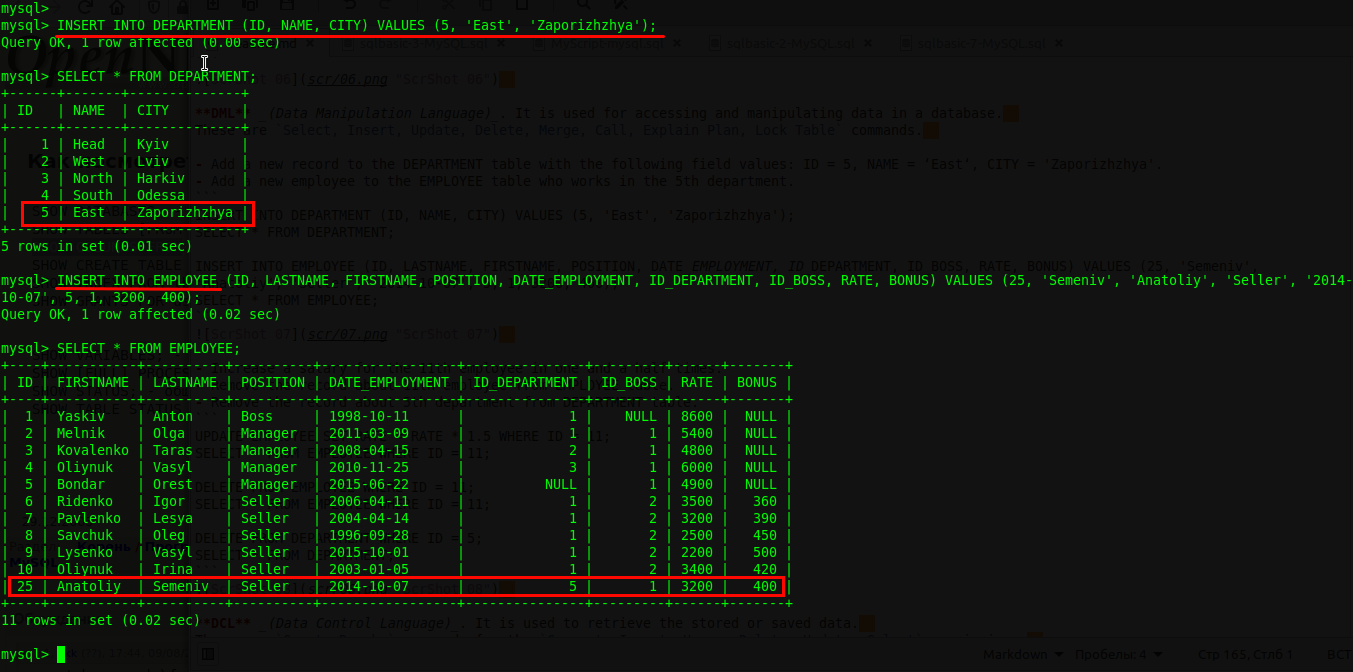 mysql>
mysql> INSERT INTO DEPARTMENT (ID, NAME, CITY) VALUES (5, 'East', 'Zaporizhzhya');
Query OK, 1 row affected (0.00 sec)
mysql> SELECT * FROM DEPARTMENT;
+------+-------+--------------+
| ID   | NAME  | CITY         |
+------+-------+--------------+
|    1 | Head  | Kyiv         |
|    2 | West  | Lviv         |
|    3 | North | Harkiv       |
|    4 | South | Odessa       |
|    5 | East  | Zaporizhzhya |
+------+-------+--------------+
5 rows in set (0.01 sec)
mysql> INSERT INTO EMPLOYEE (ID, LASTNAME, FIRSTNAME, POSITION, DATE_EMPLOYMENT, ID_DEPARTMENT, ID_BOSS, RATE, BONUS) VALUES (25, 'Semeniv', 'Anatoliy', 'Seller', '2014-
10-07', 5, 1, 3200, 400);
Query OK, 1 row affected (0.02 sec)
mysql> SELECT * FROM EMPLOYEE;
+----+-----------+----------+----------+-----------------+---------------+---------+------+-------+
| ID | FIRSTNAME | LASTNAME | POSITION | DATE_EMPLOYMENT | ID_DEPARTMENT | ID_BOSS | RATE | BONUS |
+----+-----------+----------+----------+-----------------+---------------+---------+------+-------+
|  1 | Yaskiv    | Anton    | Boss     | 1998-10-11      |             1 |    NULL | 8600 |  NULL |
|  2 | Melnik    | Olga     | Manager  | 2011-03-09      |             1 |       1 | 5400 |  NULL |
|  3 | Kovalenko | Taras    | Manager  | 2008-04-15      |             2 |       1 | 4800 |  NULL |
|  4 | Oliynuk   | Vasyl    | Manager  | 2010-11-25      |             3 |       1 | 6000 |  NULL |
|  5 | Bondar    | Orest    | Manager  | 2015-06-22      |          NULL |       1 | 4900 |  NULL |
|  6 | Ridenko   | Igor     | Seller   | 2006-04-11      |             1 |       2 | 3500 |   360 |
|  7 | Pavlenko  | Lesya    | Seller   | 2004-04-14      |             1 |       2 | 3200 |   390 |
|  8 | Savchuk   | Oleg     | Seller   | 1996-09-28      |             1 |       2 | 2500 |   450 |
|  9 | Lysenko   | Vasyl    | Seller   | 2015-10-01      |             1 |       2 | 2200 |   500 |
| 10 | Oliynuk   | Irina    | Seller   | 2003-01-05      |             1 |       2 | 3400 |   420 |
| 25 | Anatoliy  | Semeniv  | Seller   | 2014-10-07      |             5 |       1 | 3200 |   400 |
+----+-----------+----------+----------+-----------------+---------------+---------+------+-------+
11 rows in set (0.02 sec)
mysql>
Markdown Пробелы: 4 Стр 165, Стлб 1